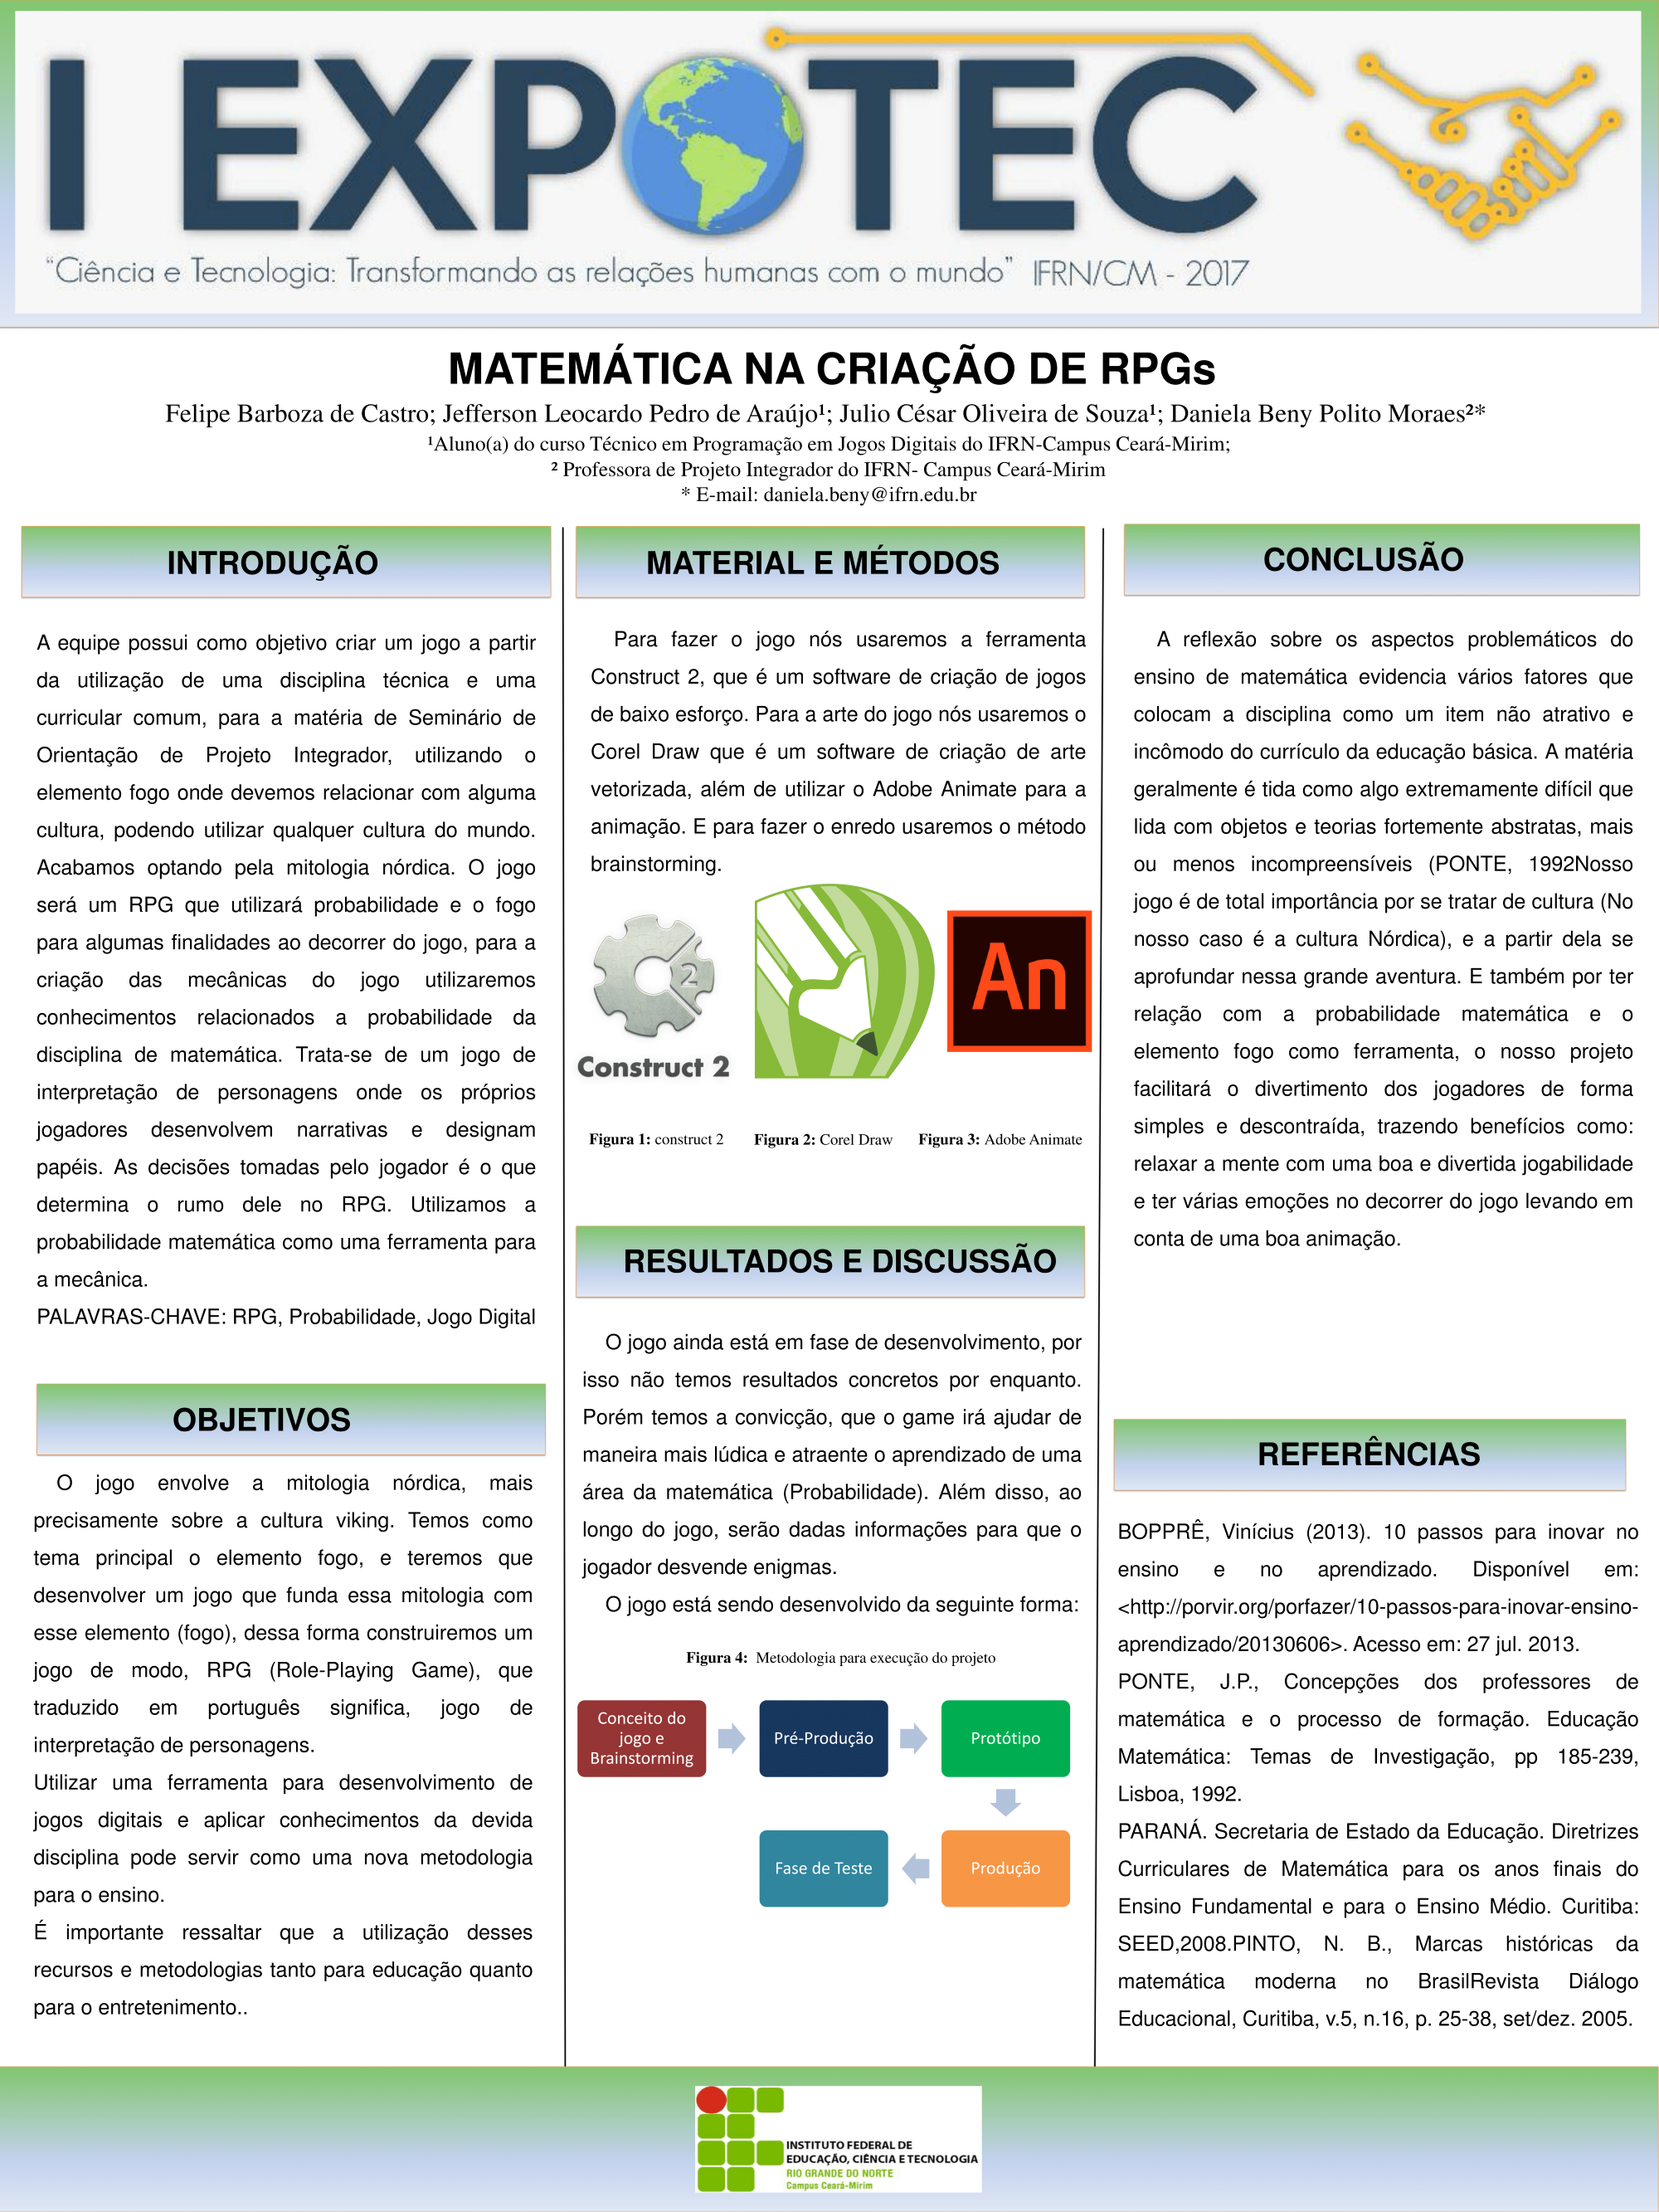 I EXPOTEC
“Ciência e Tecnologia: Transformando as relações humanas com o mundo” IFRN/CM - 2017
MATEMÁTICA NA CRIAÇÃO DE RPGs
Felipe Barboza de Castro; Jefferson Leocardo Pedro de Araújo¹; Julio César Oliveira de Souza¹; Daniela Beny Polito Moraes²*
¹Aluno(a) do curso Técnico em Programação em Jogos Digitais do IFRN-Campus Ceará-Mirim;
² Professora de Projeto Integrador do IFRN- Campus Ceará-Mirim
* E-mail: daniela.beny@ifrn.edu.br
INTRODUÇÃO
A equipe possui como objetivo criar um jogo a partir
da utilização de uma disciplina técnica e uma
curricular comum, para a matéria de Seminário de
Orientação de Projeto Integrador, utilizando o
elemento fogo onde devemos relacionar com alguma
cultura, podendo utilizar qualquer cultura do mundo.
Acabamos optando pela mitologia nórdica. O jogo
será um RPG que utilizará probabilidade e o fogo
para algumas finalidades ao decorrer do jogo, para a
criação das mecânicas do jogo utilizaremos
conhecimentos relacionados a probabilidade da
disciplina de matemática. Trata-se de um jogo de
interpretação de personagens onde os próprios
jogadores desenvolvem narrativas e designam
papéis. As decisões tomadas pelo jogador é o que
determina o rumo dele no RPG. Utilizamos a
probabilidade matemática como uma ferramenta para
a mecânica.
PALAVRAS-CHAVE: RPG, Probabilidade, Jogo Digital
OBJETIVOS
O jogo envolve a mitologia nórdica, mais
precisamente sobre a cultura viking. Temos como
tema principal o elemento fogo, e teremos que
desenvolver um jogo que funda essa mitologia com
esse elemento (fogo), dessa forma construiremos um
jogo de modo, RPG (Role-Playing Game), que
traduzido em português significa, jogo de
interpretação de personagens.
Utilizar uma ferramenta para desenvolvimento de
jogos digitais e aplicar conhecimentos da devida
disciplina pode servir como uma nova metodologia
para o ensino.
É importante ressaltar que a utilização desses
recursos e metodologias tanto para educação quanto
para o entretenimento..
MATERIAL E MÉTODOS
Para fazer o jogo nós usaremos a ferramenta
Construct 2, que é um software de criação de jogos
de baixo esforço. Para a arte do jogo nós usaremos o
Corel Draw que é um software de criação de arte
vetorizada, além de utilizar o Adobe Animate para a
animação. E para fazer o enredo usaremos o método
brainstorming.
2
Construct 2
An
Figura 1: construct 2
Figura 2: Corel Draw
Figura 3: Adobe Animate
RESULTADOS E DISCUSSÃO
O jogo ainda está em fase de desenvolvimento, por
isso não temos resultados concretos por enquanto.
Porém temos a convicção, que o game irá ajudar de
maneira mais lúdica e atraente o aprendizado de uma
área da matemática (Probabilidade). Além disso, ao
longo do jogo, serão dadas informações para que o
jogador desvende enigmas.
O jogo está sendo desenvolvido da seguinte forma:
Figura 4: Metodologia para execução do projeto
Conceito do
jogo e
Brainstorming
Pré-Produção
Protótipo
Produção
Fase de Teste
CONCLUSÃO
A reflexão sobre os aspectos problemáticos do
ensino de matemática evidencia vários fatores que
colocam a disciplina como um item não atrativo e
incômodo do currículo da educação básica. A matéria
geralmente é tida como algo extremamente difícil que
lida com objetos e teorias fortemente abstratas, mais
ou menos incompreensíveis (PONTE, 1992Nosso
jogo é de total importância por se tratar de cultura (No
nosso caso é a cultura Nórdica), e a partir dela se
aprofundar nessa grande aventura. E também por ter
relação com a probabilidade matemática e o
elemento fogo como ferramenta, o nosso projeto
facilitará o divertimento dos jogadores de forma
simples e descontraída, trazendo benefícios como:
relaxar a mente com uma boa e divertida jogabilidade
e ter várias emoções no decorrer do jogo levando em
conta de uma boa animação.
REFERÊNCIAS
BOPPRÊ, Vinícius (2013). 10 passos para inovar no
ensino e no aprendizado. Disponível em:
<http://porvir.org/porfazer/10-passos-para-inovar-ensino-
aprendizado/20130606>. Acesso em: 27 jul. 2013.
PONTE, J.P., Concepções dos professores de
matemática e o processo de formação. Educação
Matemática: Temas de Investigação, pp 185-239,
Lisboa, 1992.
PARANÁ. Secretaria de Estado da Educação. Diretrizes
Curriculares de Matemática para os anos finais do
Ensino Fundamental e para o Ensino Médio. Curitiba:
SEED,2008.PINTO, N. B., Marcas históricas da
matemática moderna no BrasilRevista Diálogo
Educacional, Curitiba, v.5, n.16, p. 25-38, set/dez. 2005.
INSTITUTO FEDERAL DE
EDUCAÇÃO, CIÊNCIA E TECNOLOGIA
RIO GRANDE DO NORTE
Campus Ceará-Mirim